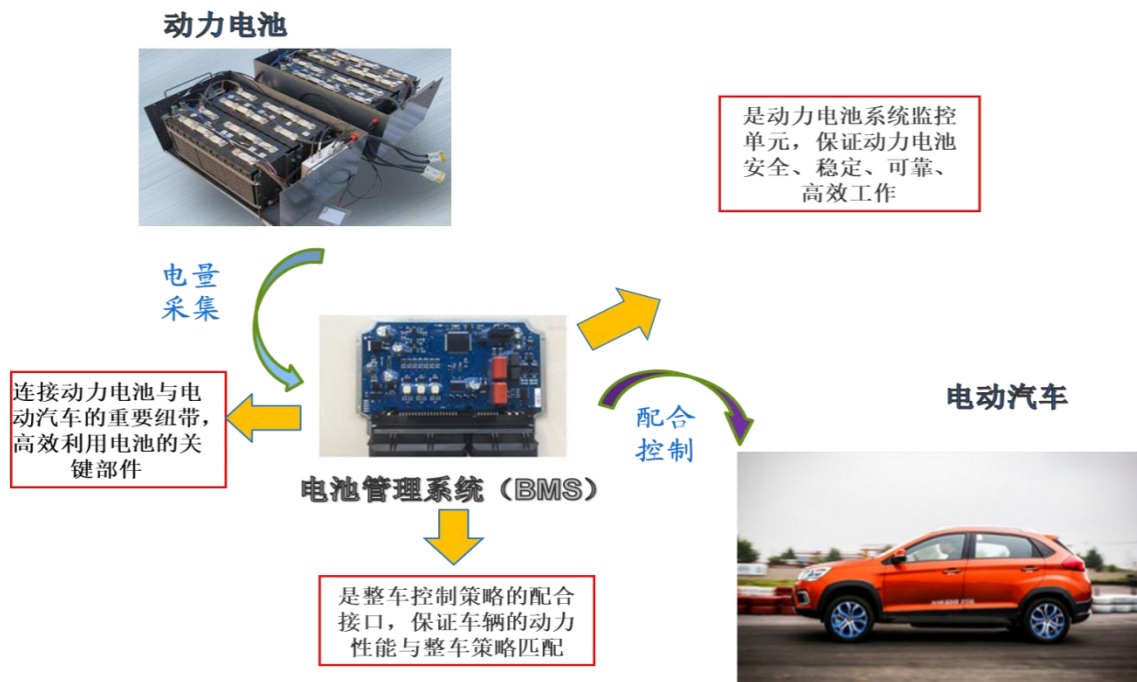 动力电池
是动力电池系统监控
单元，保证动力电池
安全、稳定、可靠、
高效工作
电量
采集
连接动力电池与电
动汽车的重要纽带，
高效利用电池的关
键部件
配合
控制
电动汽车
电池管理系统（BMS）
是整车控制策略的配合
接口，保证车辆的动力
性能与整车策略匹配